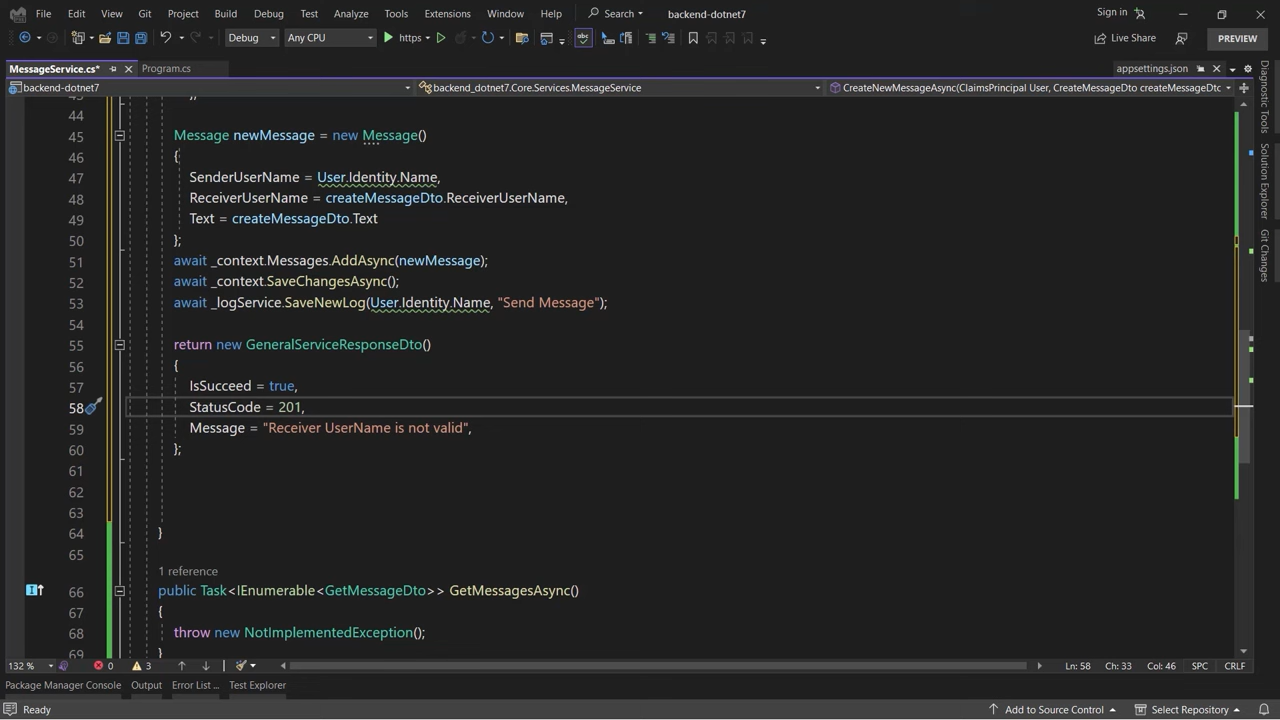 File Edit View Git Project Build Debug Test Analyze Tools Extensions Window Help Search backend-dotnet7 Sign in
Debug Any CPU https Live Share PREVIEW
MessageService.cs* Program.cs appsettings.json
backend-dotnet7 backend_dotnet7.Core.Services.MessageService CreateNewMessageAsync(ClaimsPrincipal User, CreateMessageDto createMessageDto
44
45 Message newMessage = new Message()
46 {
47 SenderUserName = User.Identity.Name,
48 ReceiverUserName = createMessageDto.ReceiverUserName,
49 Text = createMessageDto.Text
50 };
51 await _context.Messages.AddAsync(newMessage);
52 await _context.SaveChangesAsync();
53 await _logService.SaveNewLog(User.Identity.Name, "Send Message");
54
55 return new GeneralServiceResponseDto()
56 {
57 IsSucceed = true,
58 StatusCode = 201,
59 Message = "Receiver UserName is not valid",
60 };
61
62
63
64 }
65
1 reference
66 public Task<IEnumerable<GetMessageDto>> GetMessagesAsync()
67 {
68 throw new NotImplementedException();
69 }
132 % 0 3 Ln: 58 Ch: 33 Col: 46 SPC CRLF
Package Manager Console Output Error List ... Test Explorer
Ready Add to Source Control Select Repository
Diagnostic Tools
Solution Explorer
Git Changes